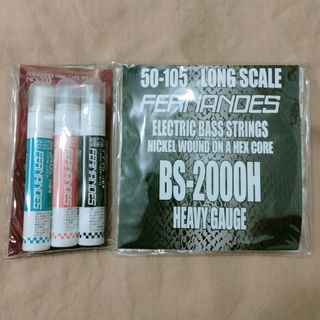 FERNANDES
FERNANDES
FERNANDES
50-105 LONG SCALE
FERNANDES
ELECTRIC BASS STRINGS
NICKEL WOUND ON A HEX CORE
BS-2000H
HEAVY GAUGE